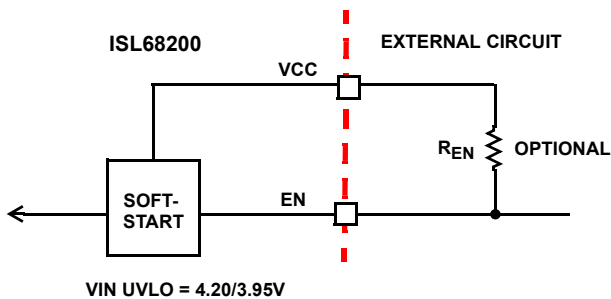 ISL68200
EXTERNAL CIRCUIT
VCC
REN
OPTIONAL
SOFT-
START
EN
VIN UVLO = 4.20/3.95V